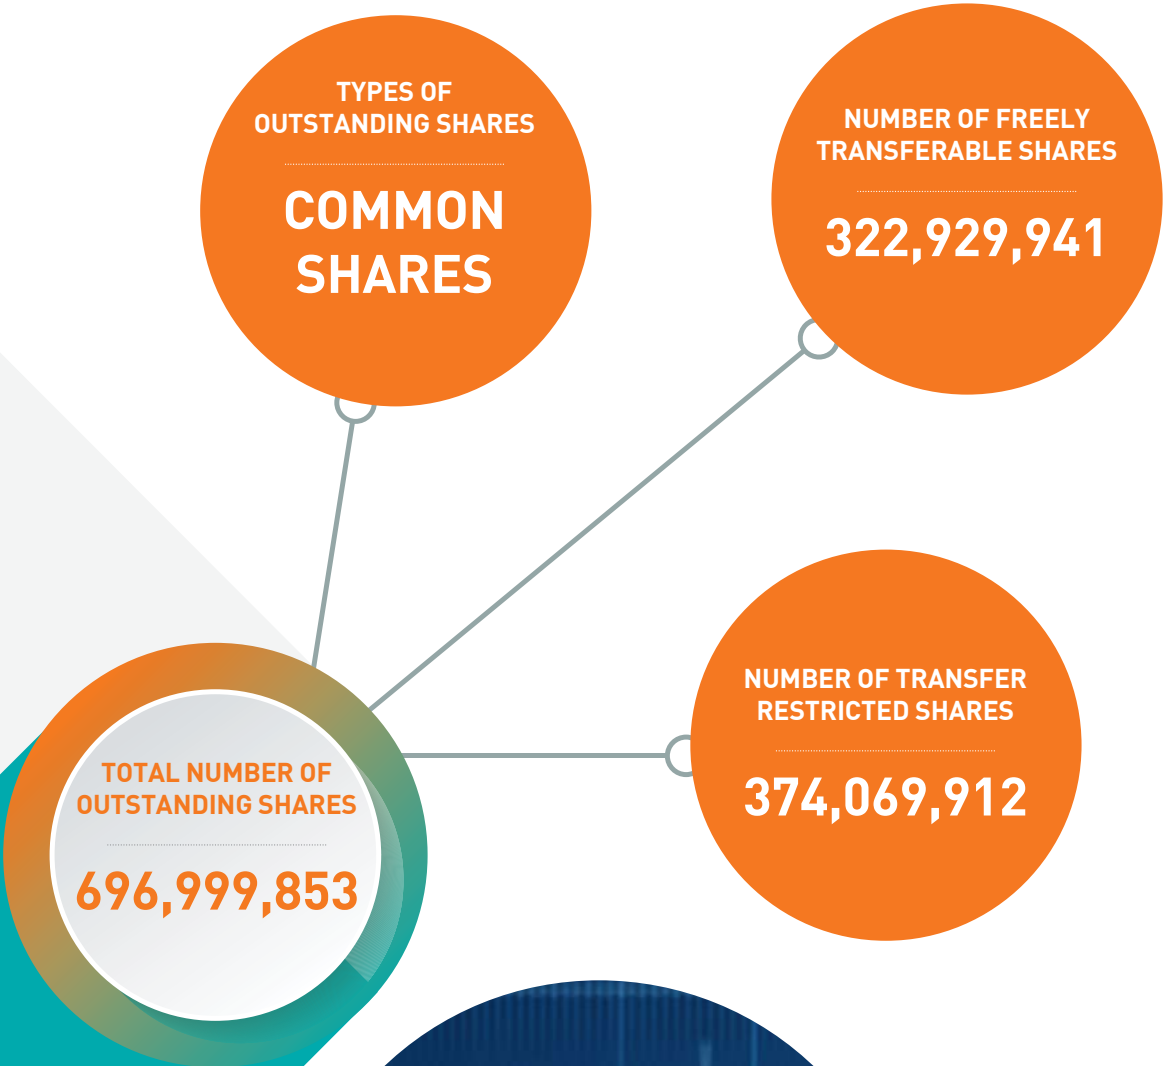 TYPES OF
OUTSTANDING SHARES
COMMON
SHARES
NUMBER OF FREELY
TRANSFERABLE SHARES
322,929,941
NUMBER OF TRANSFER
RESTRICTED SHARES
374,069,912
TOTAL NUMBER OF
OUTSTANDING SHARES
696,999,853